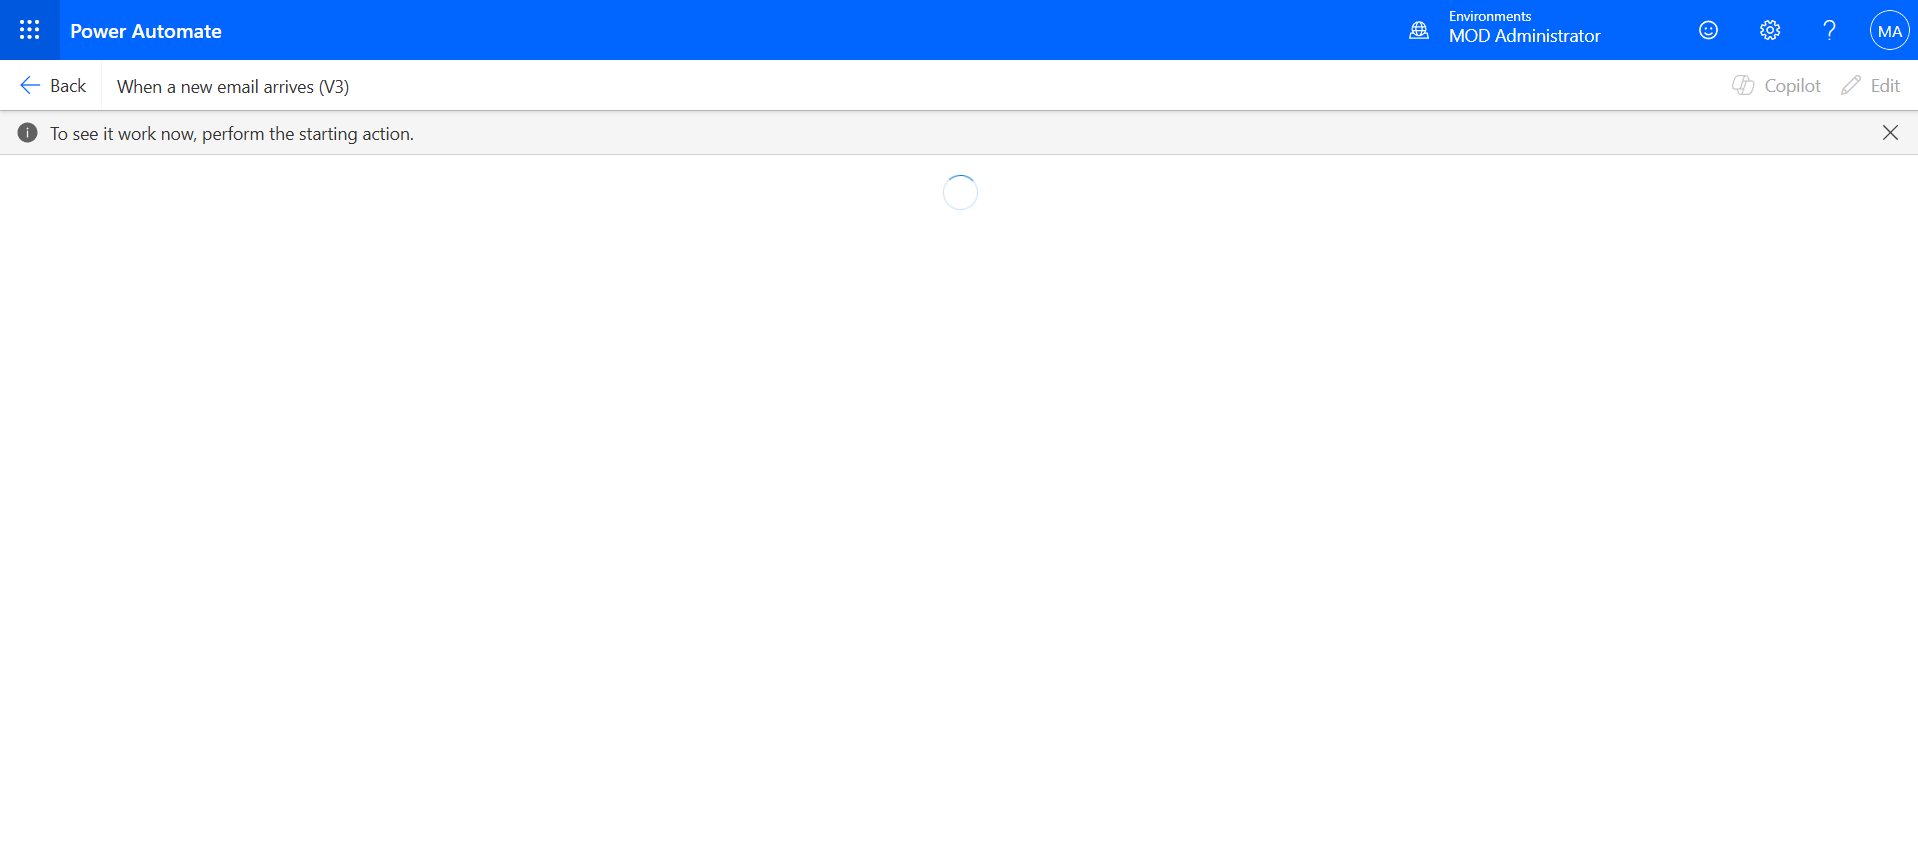 Power Automate
Environments
MOD Administrator
?
MA
Back
When a new email arrives (V3)
Copilot
Edit
To see it work now, perform the starting action.